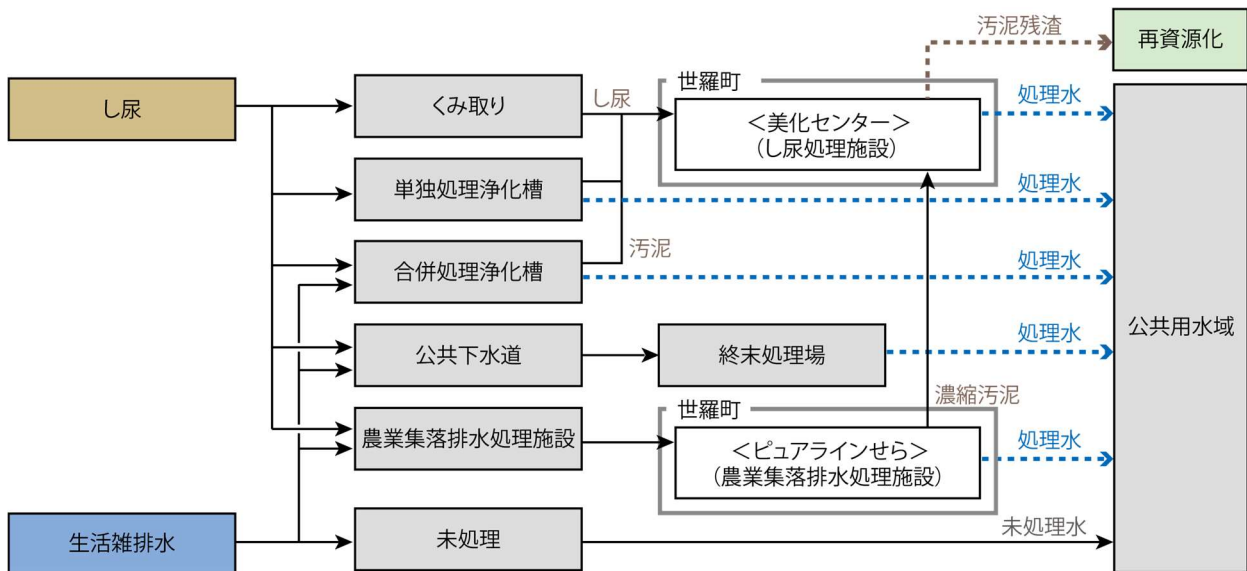 汚泥残渣
再資源化
世羅町
し尿
くみ取り
し尿
＜美化センター＞
（し尿処理施設）
処理水
単独処理浄化槽
処理水
汚泥
合併処理浄化槽
処理水
公共用水域
公共下水道
終末処理場
処理水
濃縮汚泥
世羅町
農業集落排水処理施設
＜ピュアラインせら＞
（農業集落排水処理施設）
処理水
生活雑排水
未処理
未処理水